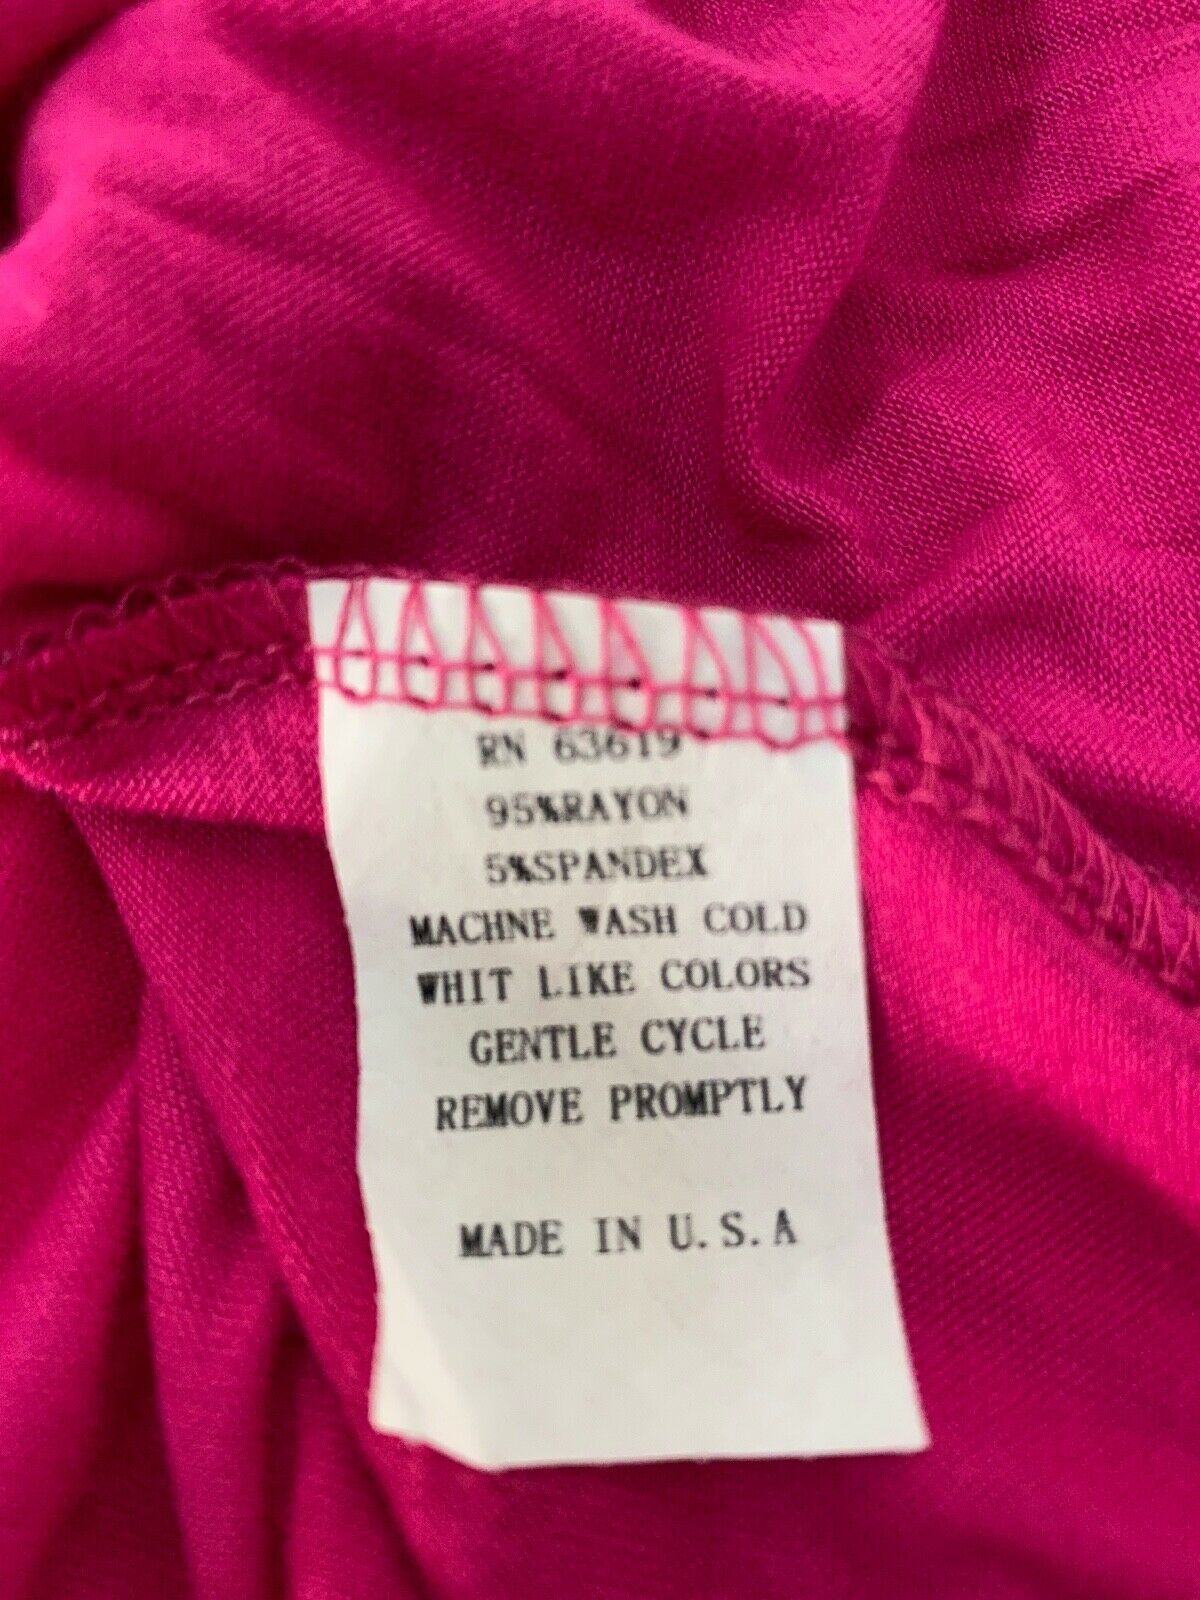 RN 63619
95%RAYON
5%SPANDEX
MACHNE WASH COLD
WHIT LIKE COLORS
GENTLE CYCLE
REMOVE PROMPTLY
MADE IN U.S.A